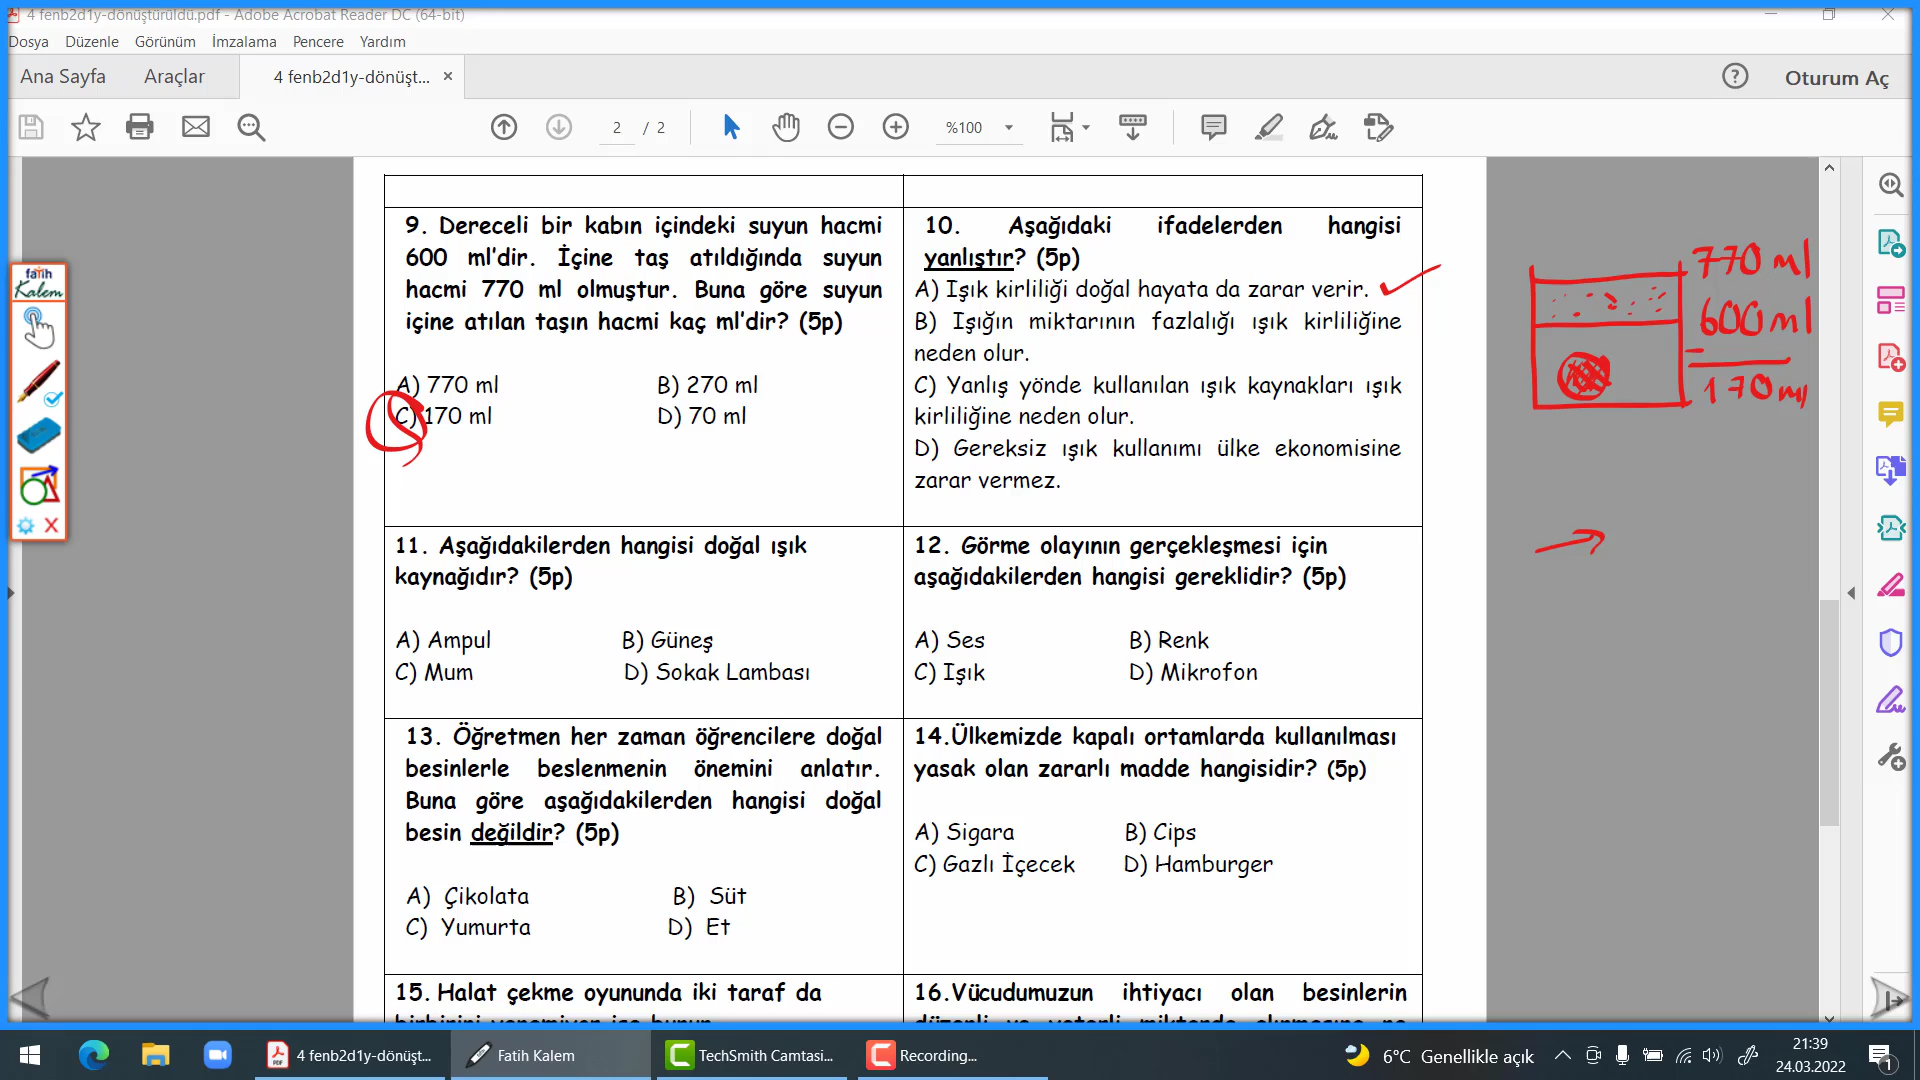 4 fenb2d1y-dönüştürüldü.pdf - Adobe Acrobat Reader DC (64-bit)
Dosya Düzenle Görünüm İmzalama Pencere Yardım
Ana Sayfa Araçlar 4 fenb2d1y-dönüşt... × Oturum Aç
2 / 2 %100
9. Dereceli bir kabın içindeki suyun hacmi
600 ml'dir. İçine taş atıldığında suyun
hacmi 770 ml olmuştur. Buna göre suyun
içine atılan taşın hacmi kaç ml'dir? (5p)
A) 770 ml B) 270 ml
C) 170 ml D) 70 ml
10. Aşağıdaki ifadelerden hangisi
yanlıştır? (5p)
A) Işık kirliliği doğal hayata da zarar verir.
B) Işığın miktarının fazlalığı ışık kirliliğine
neden olur.
C) Yanlış yönde kullanılan ışık kaynakları ışık
kirliliğine neden olur.
D) Gereksiz ışık kullanımı ülke ekonomisine
zarar vermez.
770 ml
600 ml
170 ml
fatih
Kalem
11. Aşağıdakilerden hangisi doğal ışık
kaynağıdır? (5p)
A) Ampul B) Güneş
C) Mum D) Sokak Lambası
12. Görme olayının gerçekleşmesi için
aşağıdakilerden hangisi gereklidir? (5p)
A) Ses B) Renk
C) Işık D) Mikrofon
13. Öğretmen her zaman öğrencilere doğal
besinlerle beslenmenin önemini anlatır.
Buna göre aşağıdakilerden hangisi doğal
besin değildir? (5p)
A) Çikolata B) Süt
C) Yumurta D) Et
14.Ülkemizde kapalı ortamlarda kullanılması
yasak olan zararlı madde hangisidir? (5p)
A) Sigara B) Cips
C) Gazlı İçecek D) Hamburger
15. Halat çekme oyununda iki taraf da
16.Vücudumuzun ihtiyacı olan besinlerin
4 fenb2d1y-dönüşt... Fatih Kalem TechSmith Camtasi... Recording...
6°C Genellikle açık
21:39
24.03.2022
1